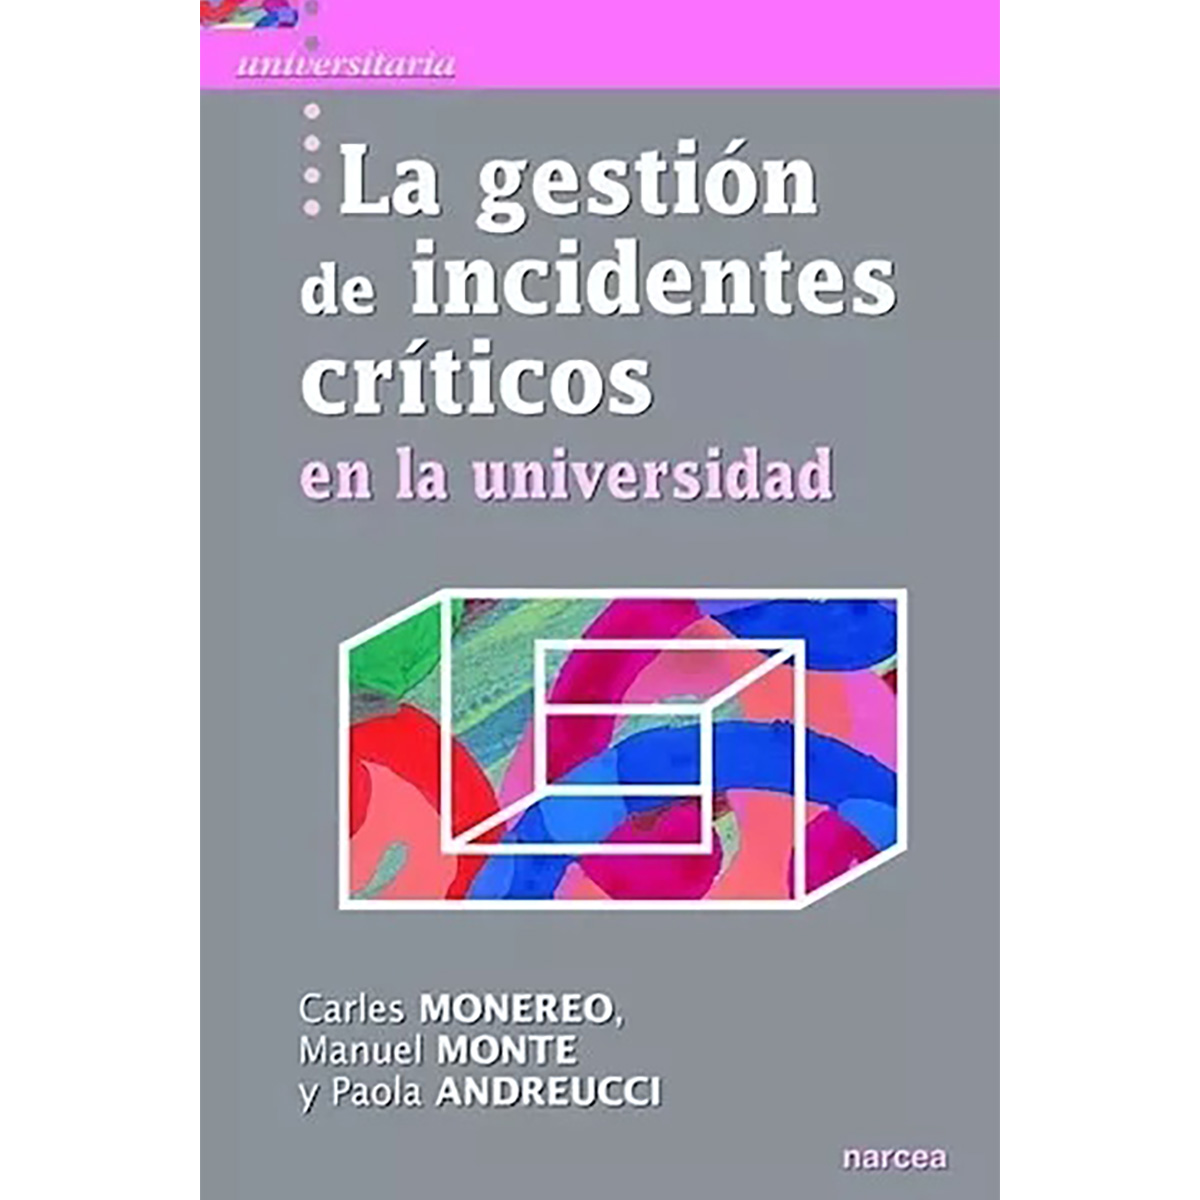 universitaria
La gestión
de incidentes
críticos
en la universidad
Carles MONEREO,
Manuel MONTE
y Paola ANDREUCCI
narcea